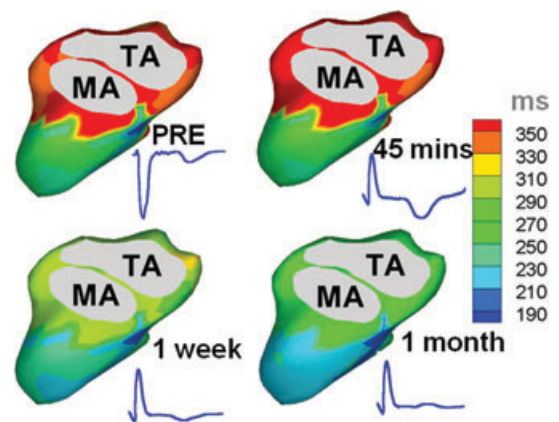 TA
MA
PRE
TA
MA
45 mins
ms
350
330
310
290
270
250
230
210
190
TA
MA
1 week
TA
MA
1 month